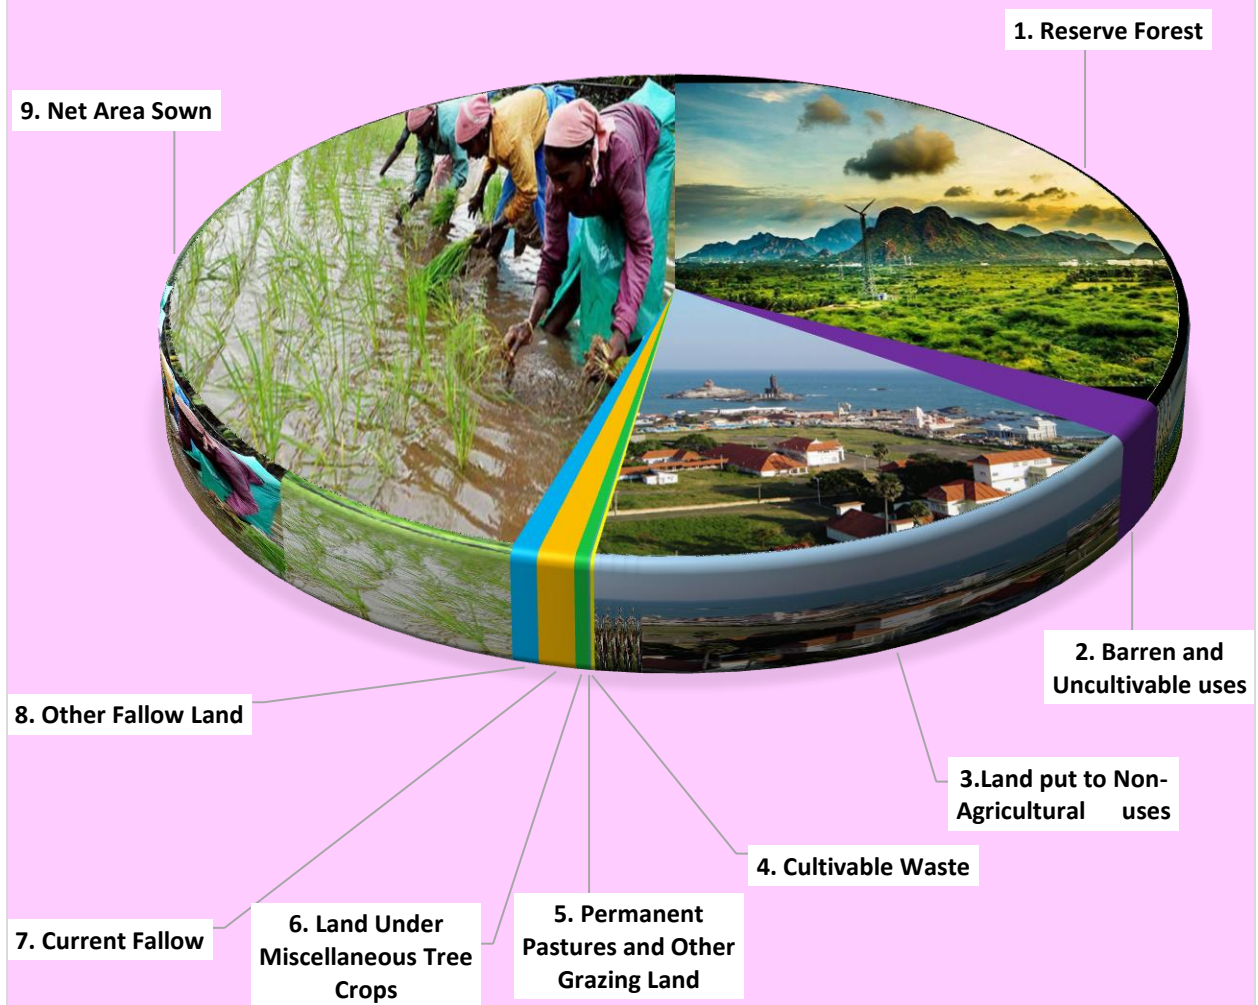 1. Reserve Forest
9. Net Area Sown
2. Barren and
Uncultivable uses
8. Other Fallow Land
3.Land put to Non-
Agricultural uses
4. Cultivable Waste
5. Permanent
Pastures and Other
Grazing Land
6. Land Under
Miscellaneous Tree
Crops
7. Current Fallow